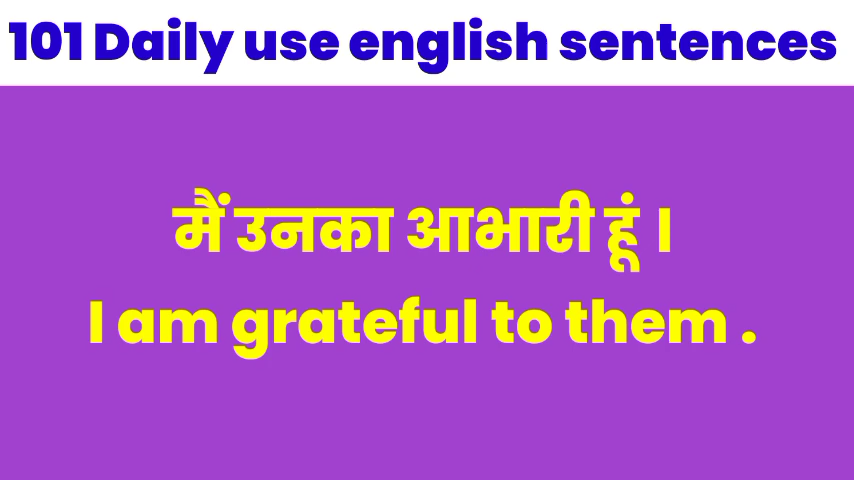 101 Daily use english sentences
मैं उनका आभारी हूं ।
I am grateful to them .